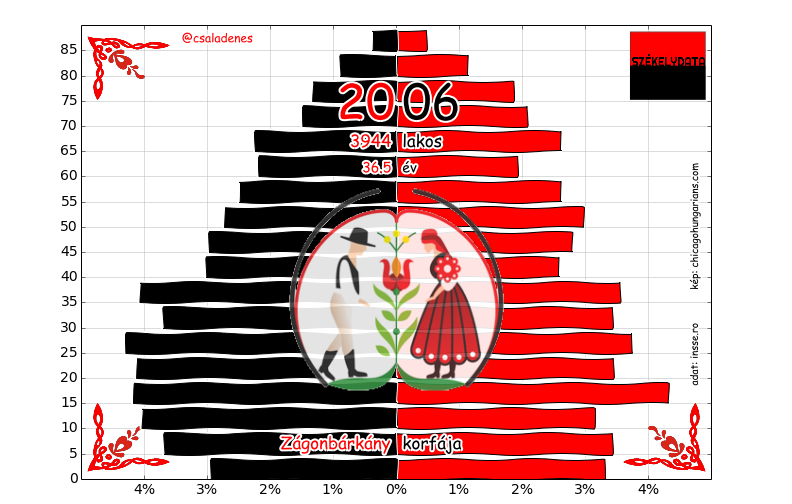 @csaladenes
SZÉKELYDATA
2006
3944 lakos
36.5 év
kép: chicagohungarians.com
adat: insse.ro
Zágonbárkány korfája
85
80
75
70
65
60
55
50
45
40
35
30
25
20
15
10
5
0
4% 3% 2% 1% 0% 1% 2% 3% 4%